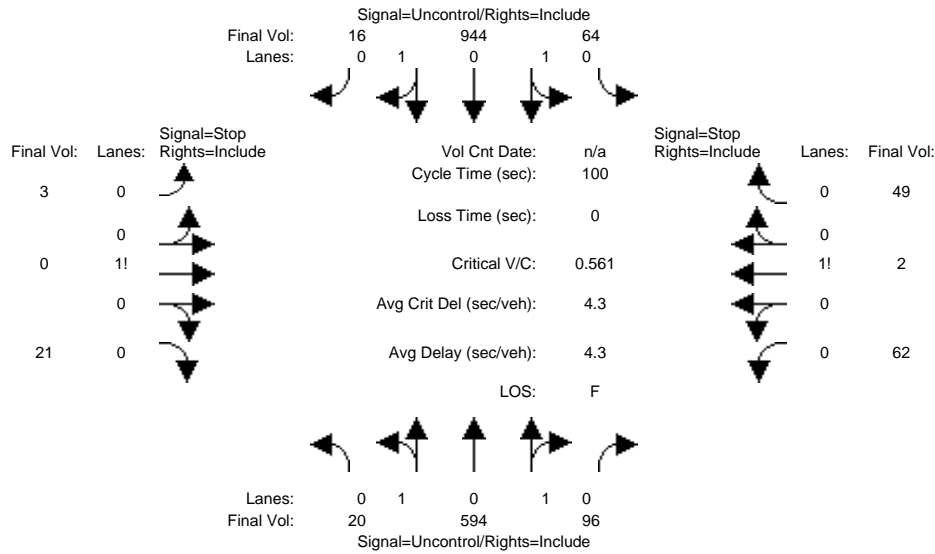 Signal=Uncontrol/Rights=Include
Final Vol: 16 944 64
Lanes: 0 1 0 1 0
Signal=Stop
Final Vol: Lanes: Rights=Include
Vol Cnt Date: n/a
Signal=Stop
Rights=Include Lanes: Final Vol:
Cycle Time (sec): 100
3 0
0 49
Loss Time (sec): 0
0
0
0 1!
Critical V/C: 0.561
1! 2
0
Avg Crit Del (sec/veh): 4.3
0
21 0
Avg Delay (sec/veh): 4.3
0 62
LOS: F
Lanes: 0 1 0 1 0
Final Vol: 20 594 96
Signal=Uncontrol/Rights=Include